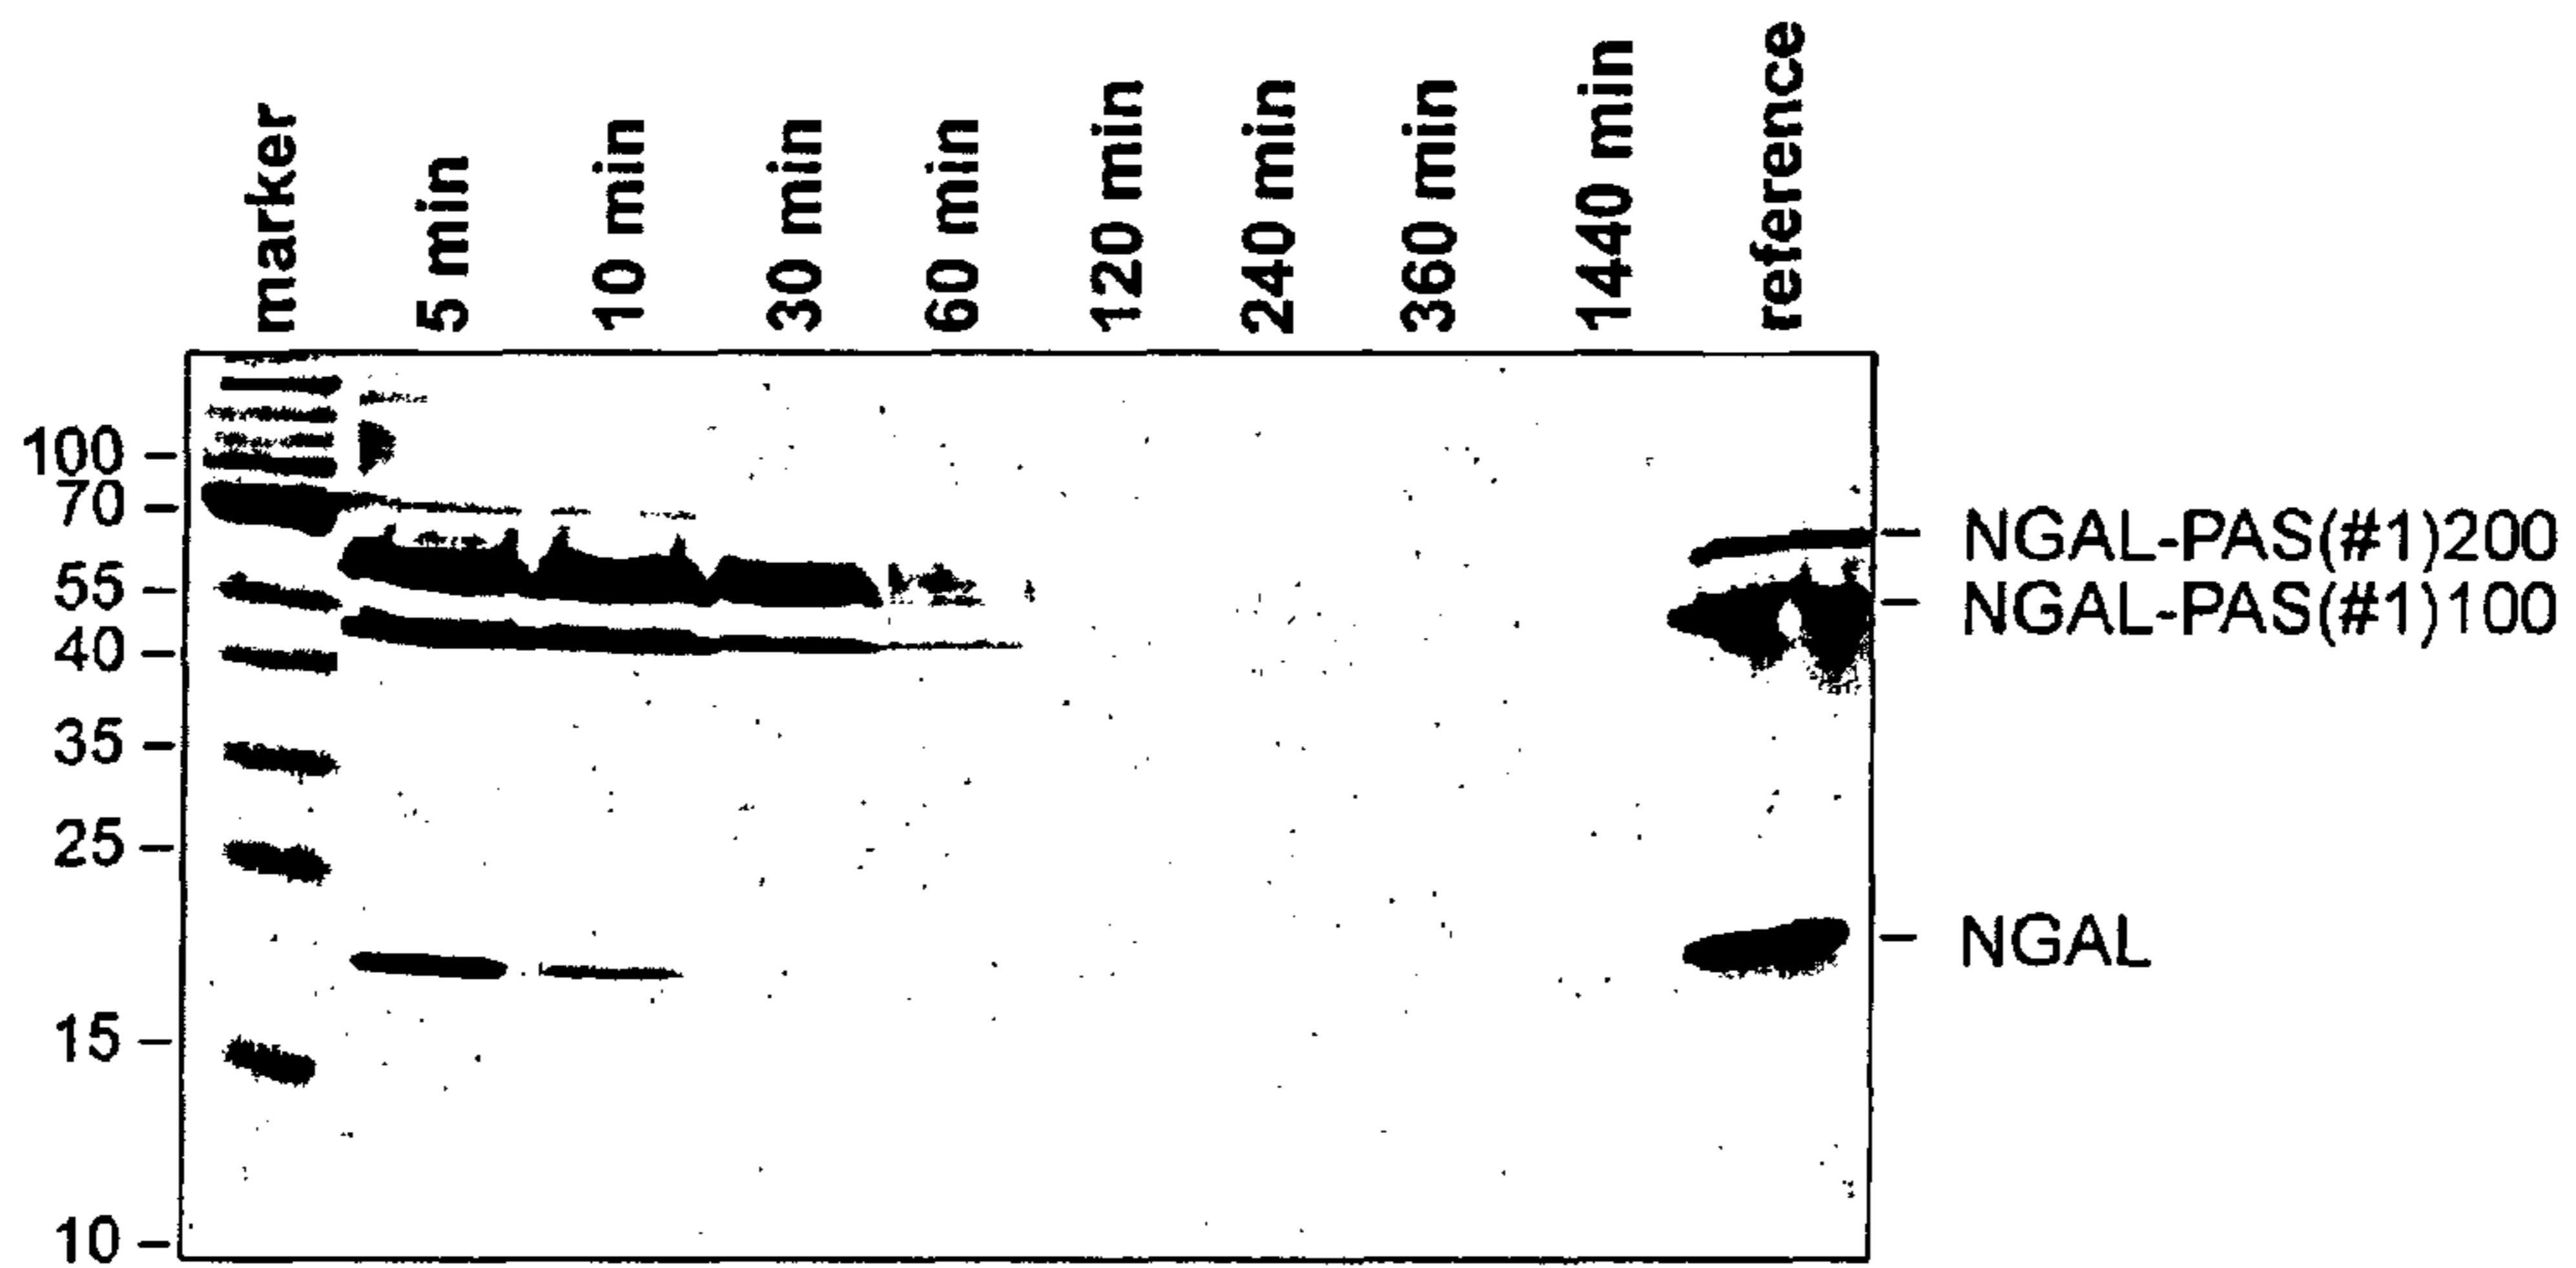 marker
5 min
10 min
30 min
60 min
120 min
240 min
360 min
1440 min
reference
100
70
55
40
35
25
15
10
NGAL-PAS(#1)200
NGAL-PAS(#1)100
NGAL